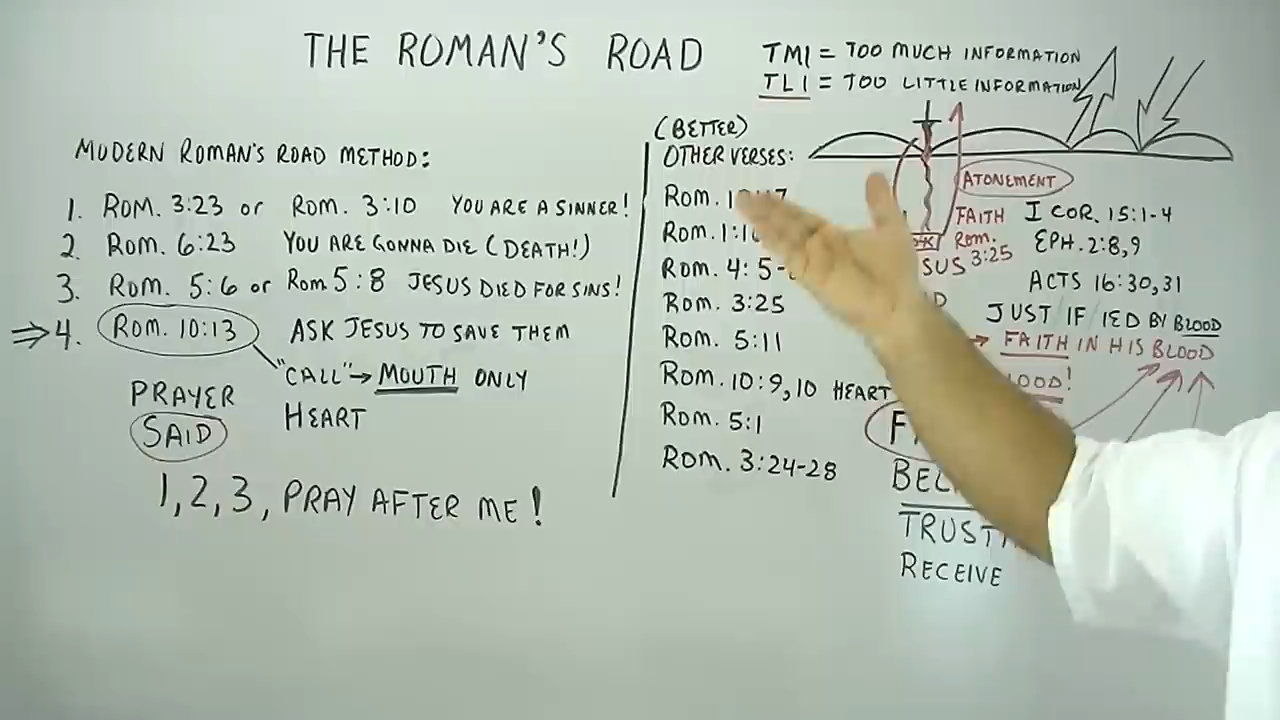 THE ROMAN'S ROAD
TMI = TOO MUCH INFORMATION
TLI = TOO LITTLE INFORMATION
MODERN ROMAN'S ROAD METHOD:
1. ROM. 3:23 or ROM. 3:10 YOU ARE A SINNER!
2. ROM. 6:23 YOU ARE GONNA DIE (DEATH!)
3. ROM. 5:6 or ROM 5:8 JESUS DIED FOR SINS!
⇒ 4. ROM. 10:13 ASK JESUS TO SAVE THEM
"CALL" → MOUTH ONLY
HEART
PRAYER
SAID
1, 2, 3, PRAY AFTER ME!
(BETTER)
OTHER VERSES:
Rom.
Rom.
Rom. 4:5-
Rom. 3:25
Rom. 5:11
Rom. 10:9,10 HEART
Rom. 5:1
Rom. 3:24-28
ATONEMENT
FAITH
Rom.
3:25
I COR. 15:1-4
EPH. 2:8,9
ACTS 16:30,31
JUST/IF/IED BY BLOOD
→ FAITH IN HIS BLOOD
TRUST
RECEIVE